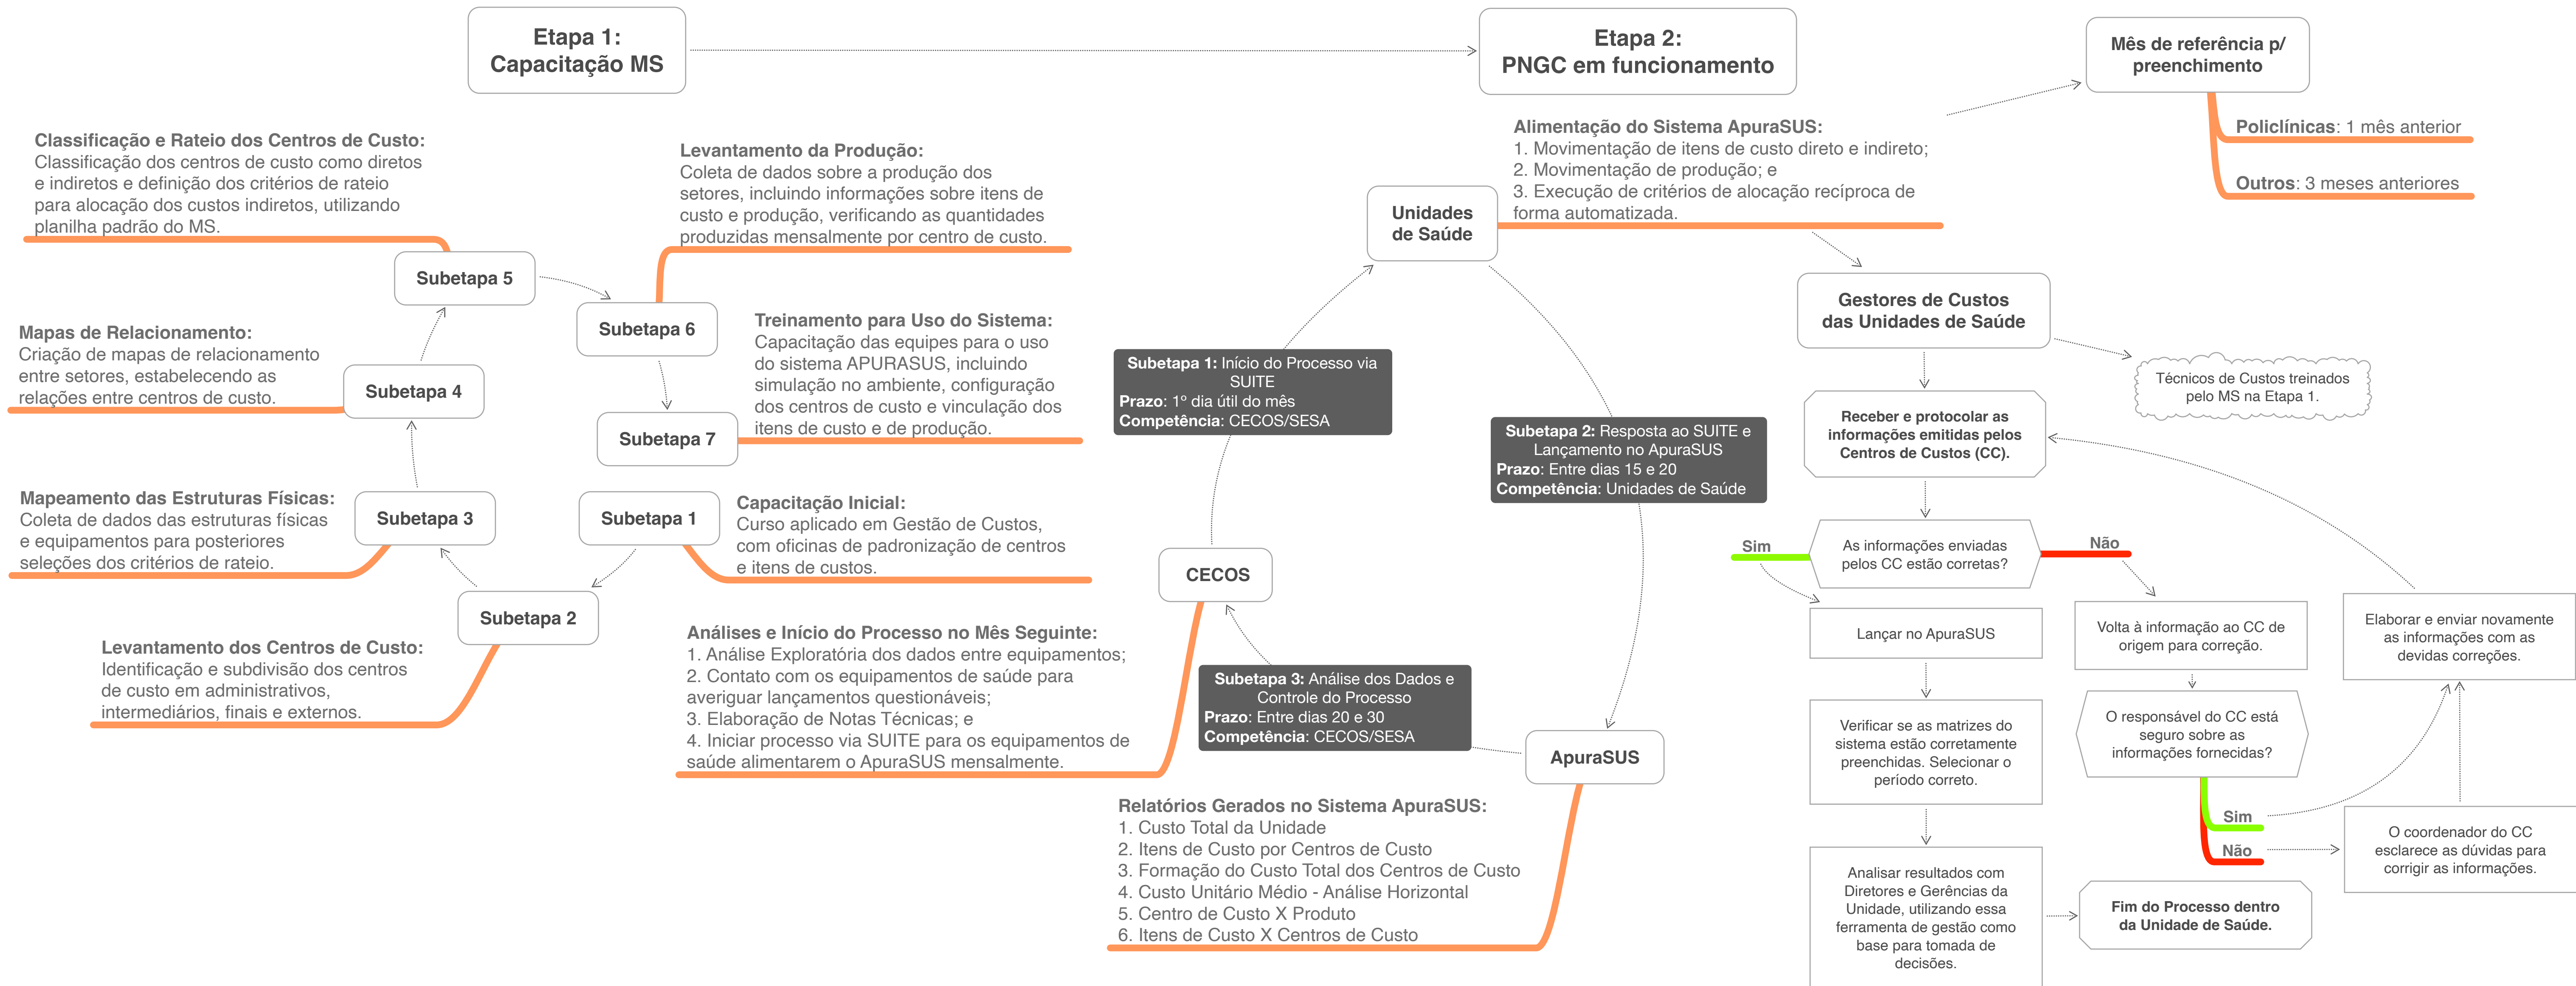 Etapa 1:
Capacitação MS
Etapa 2:
PNGC em funcionamento
Mês de referência p/
preenchimento
Policlínicas: 1 mês anterior
Outros: 3 meses anteriores
Classificação e Rateio dos Centros de Custo:
Classificação dos centros de custo como diretos
e indiretos e definição dos critérios de rateio
para alocação dos custos indiretos, utilizando
planilha padrão do MS.
Subetapa 5
Levantamento da Produção:
Coleta de dados sobre a produção dos
setores, incluindo informações sobre itens de
custo e produção, verificando as quantidades
produzidas mensalmente por centro de custo.
Subetapa 6
Mapas de Relacionamento:
Criação de mapas de relacionamento
entre setores, estabelecendo as
relações entre centros de custo.
Subetapa 4
Treinamento para Uso do Sistema:
Capacitação das equipes para o uso
do sistema APURASUS, incluindo
simulação no ambiente, configuração
dos centros de custo e vinculação dos
itens de custo e de produção.
Subetapa 7
Mapeamento das Estruturas Físicas:
Coleta de dados das estruturas físicas
e equipamentos para posteriores
seleções dos critérios de rateio.
Subetapa 3
Subetapa 1
Capacitação Inicial:
Curso aplicado em Gestão de Custos,
com oficinas de padronização de centros
e itens de custos.
Subetapa 2
Levantamento dos Centros de Custo:
Identificação e subdivisão dos centros
de custo em administrativos,
intermediários, finais e externos.
Unidades
de Saúde
Alimentação do Sistema ApuraSUS:
1. Movimentação de itens de custo direto e indireto;
2. Movimentação de produção; e
3. Execução de critérios de alocação recíproca de
forma automatizada.
Subetapa 1: Início do Processo via
SUITE
Prazo: 1º dia útil do mês
Competência: CECOS/SESA
Subetapa 2: Resposta ao SUITE e
Lançamento no ApuraSUS
Prazo: Entre dias 15 e 20
Competência: Unidades de Saúde
CECOS
Análises e Início do Processo no Mês Seguinte:
1. Análise Exploratória dos dados entre equipamentos;
2. Contato com os equipamentos de saúde para
averiguar lançamentos questionáveis;
3. Elaboração de Notas Técnicas; e
4. Iniciar processo via SUITE para os equipamentos de
saúde alimentarem o ApuraSUS mensalmente.
Subetapa 3: Análise dos Dados e
Controle do Processo
Prazo: Entre dias 20 e 30
Competência: CECOS/SESA
ApuraSUS
Relatórios Gerados no Sistema ApuraSUS:
1. Custo Total da Unidade
2. Itens de Custo por Centros de Custo
3. Formação do Custo Total dos Centros de Custo
4. Custo Unitário Médio - Análise Horizontal
5. Centro de Custo X Produto
6. Itens de Custo X Centros de Custo
Gestores de Custos
das Unidades de Saúde
Técnicos de Custos treinados
pelo MS na Etapa 1.
Receber e protocolar as
informações emitidas pelos
Centros de Custos (CC).
As informações enviadas
pelos CC estão corretas?
Sim
Não
Lançar no ApuraSUS
Verificar se as matrizes do
sistema estão corretamente
preenchidas. Selecionar o
período correto.
Analisar resultados com
Diretores e Gerências da
Unidade, utilizando essa
ferramenta de gestão como
base para tomada de
decisões.
Volta à informação ao CC de
origem para correção.
O responsável do CC está
seguro sobre as
informações fornecidas?
Sim
Não
Elaborar e enviar novamente
as informações com as
devidas correções.
O coordenador do CC
esclarece as dúvidas para
corrigir as informações.
Fim do Processo dentro
da Unidade de Saúde.